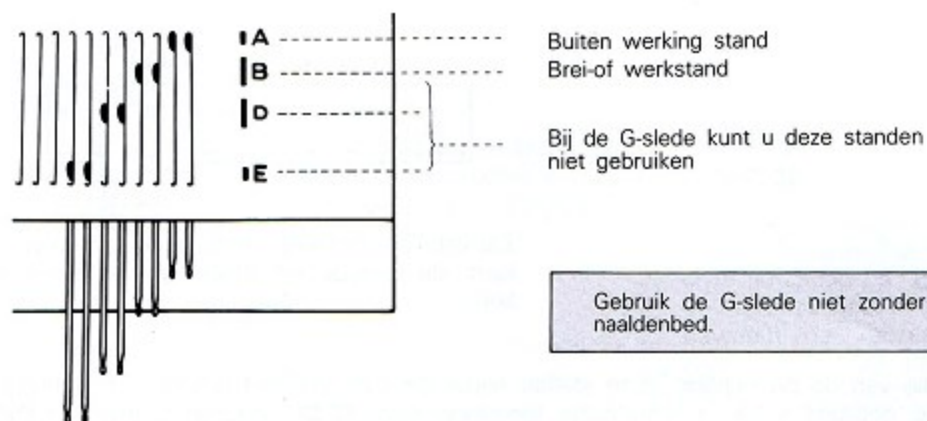 A
B
D
E
Buiten werking stand
Brei-of werkstand
Bij de G-slede kunt u deze standen
niet gebruiken
Gebruik de G-slede niet zonder
naaldenbed.